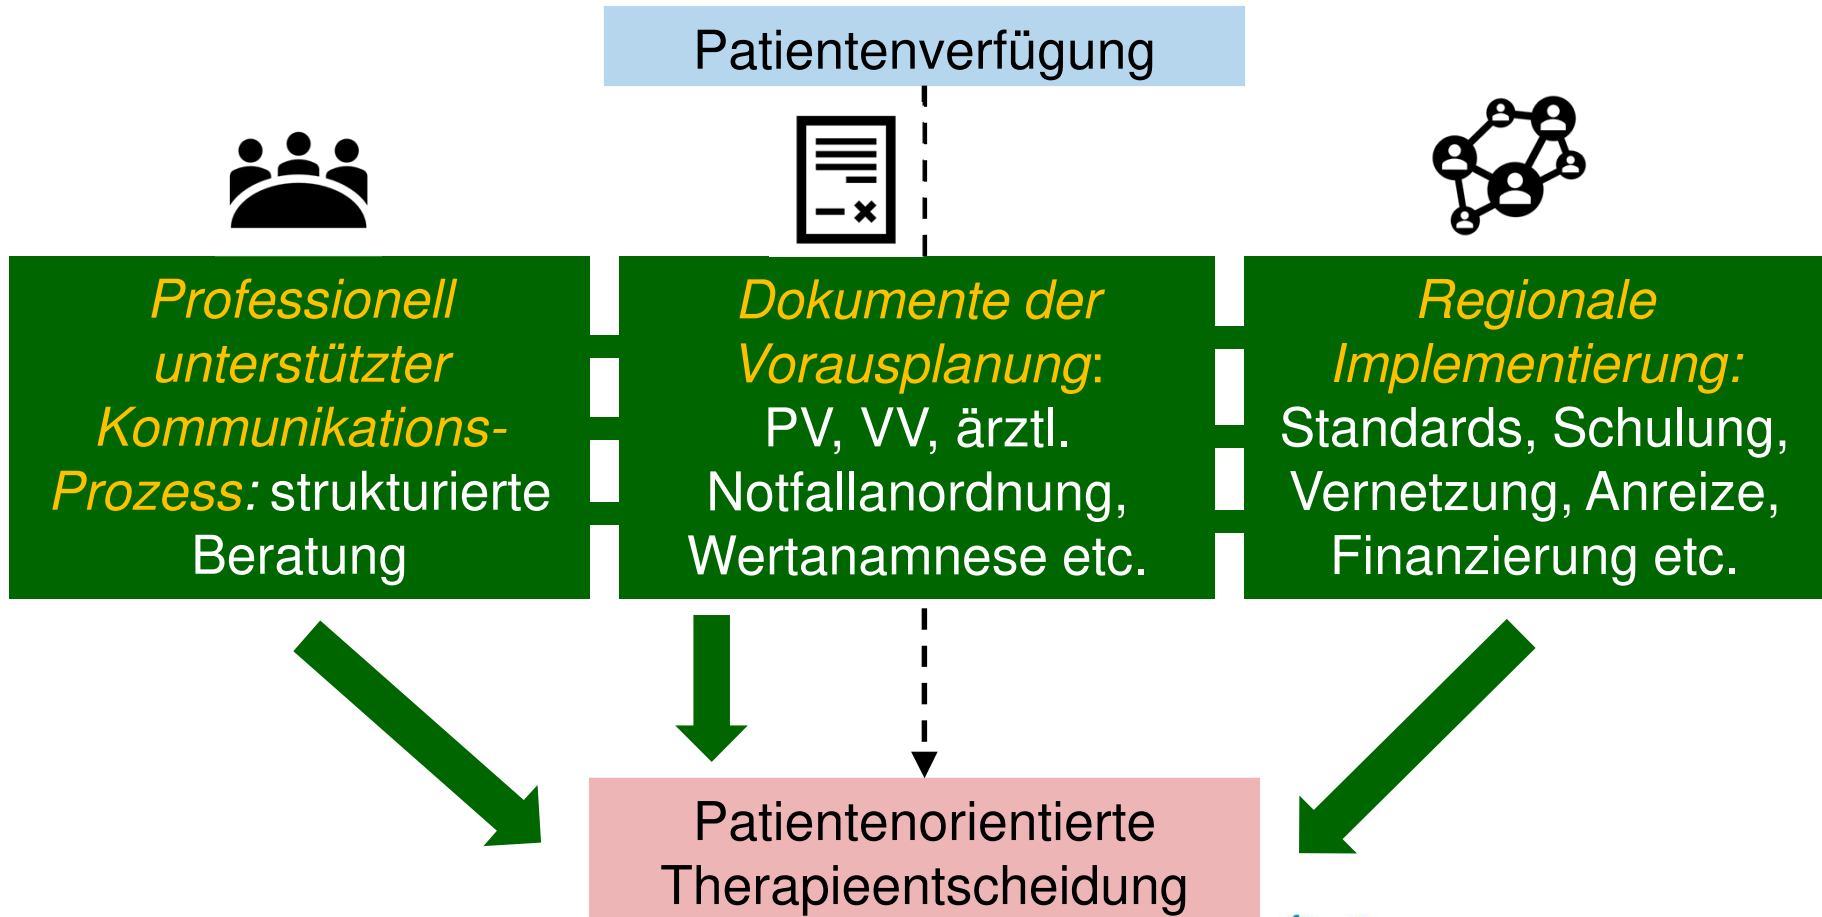 Patientenverfügung
Professionell
unterstützter
Kommunikations-
Prozess: strukturierte
Beratung
Dokumente der
Vorausplanung:
PV, VV, ärztl.
Notfallanordnung,
Wertanamnese etc.
Regionale
Implementierung:
Standards, Schulung,
Vernetzung, Anreize,
Finanzierung etc.
Patientenorientierte
Therapieentscheidung